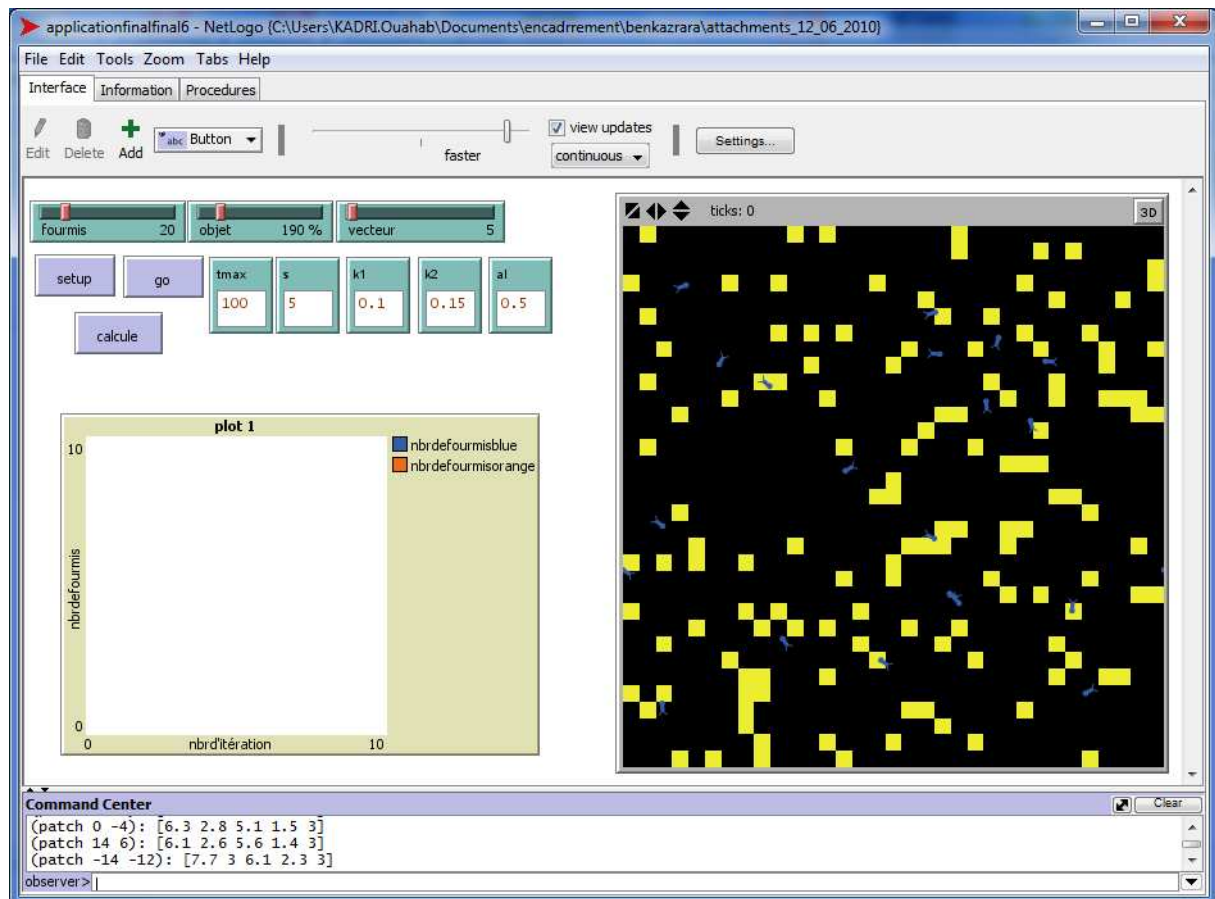 applicationfinalfinal6 - NetLogo {C:\Users\KADRI.Ouahab\Documents\encadrrement\benkazrara\attachments_12_06_2010}
File Edit Tools Zoom Tabs Help
Interface Information Procedures
Edit Delete Add abc Button faster view updates continuous Settings...
ticks: 0 3D
fourmis 20 objet 190 % vecteur 5
setup go calcule
tmax s k1 k2 al
100 5 0.1 0.15 0.5
plot 1
10
nbrdefourmis
0
0 nbrd'itération 10
nbrdefourmisblue
nbrdefourmisorange
Command Center Clear
(patch 0 -4): [6.3 2.8 5.1 1.5 3]
(patch 14 6): [6.1 2.6 5.6 1.4 3]
(patch -14 -12): [7.7 3 6.1 2.3 3]
observer>